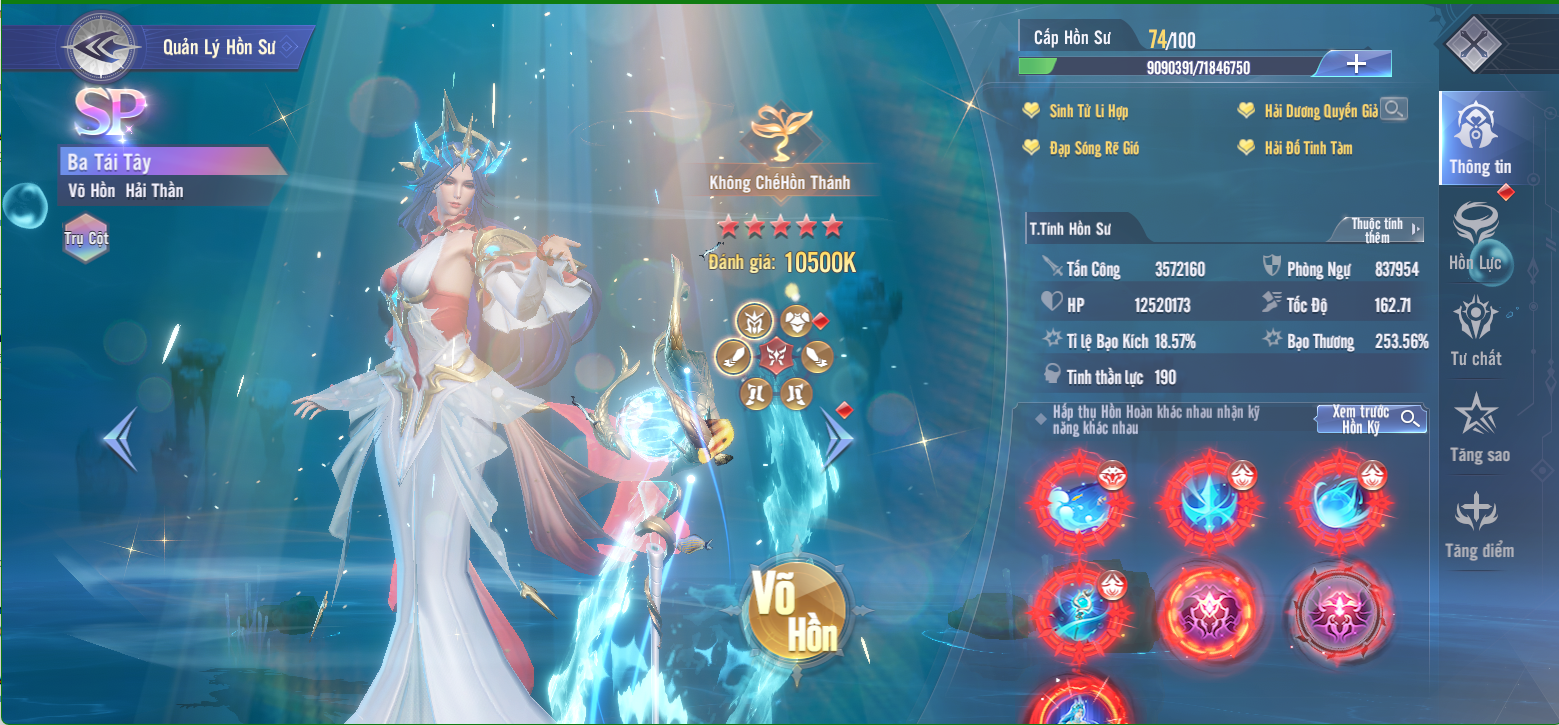 Quản Lý Hồn Sư
SP
Ba Tái Tây
Võ Hồn Hải Thần
Trụ Cột
Không ChếHồn Thánh
Đánh giá: 10500K
Võ
Hồn
Cấp Hồn Sư 74/100
9090391/71846750
Sinh Tử Li Hợp
Hải Dương Quyến Giả
Đạp Sóng Rẽ Gió
Hải Đố Tinh Tàm
T.Tính Hồn Sư
Thuộc tính
thêm
Tấn Công 3572160
Phòng Ngự 837954
HP 12520173
Tốc Độ 162.71
Tỉ lệ Bạo Kích 18.57%
Bạo Thương 253.56%
Tinh thần lực 190
Hấp thụ Hồn Hoàn khác nhau nhận kỹ
năng khác nhau
Xem trước
Hồn Kỹ
Thông tin
Hồn Lực
Tư chất
Tăng sao
Tăng điểm